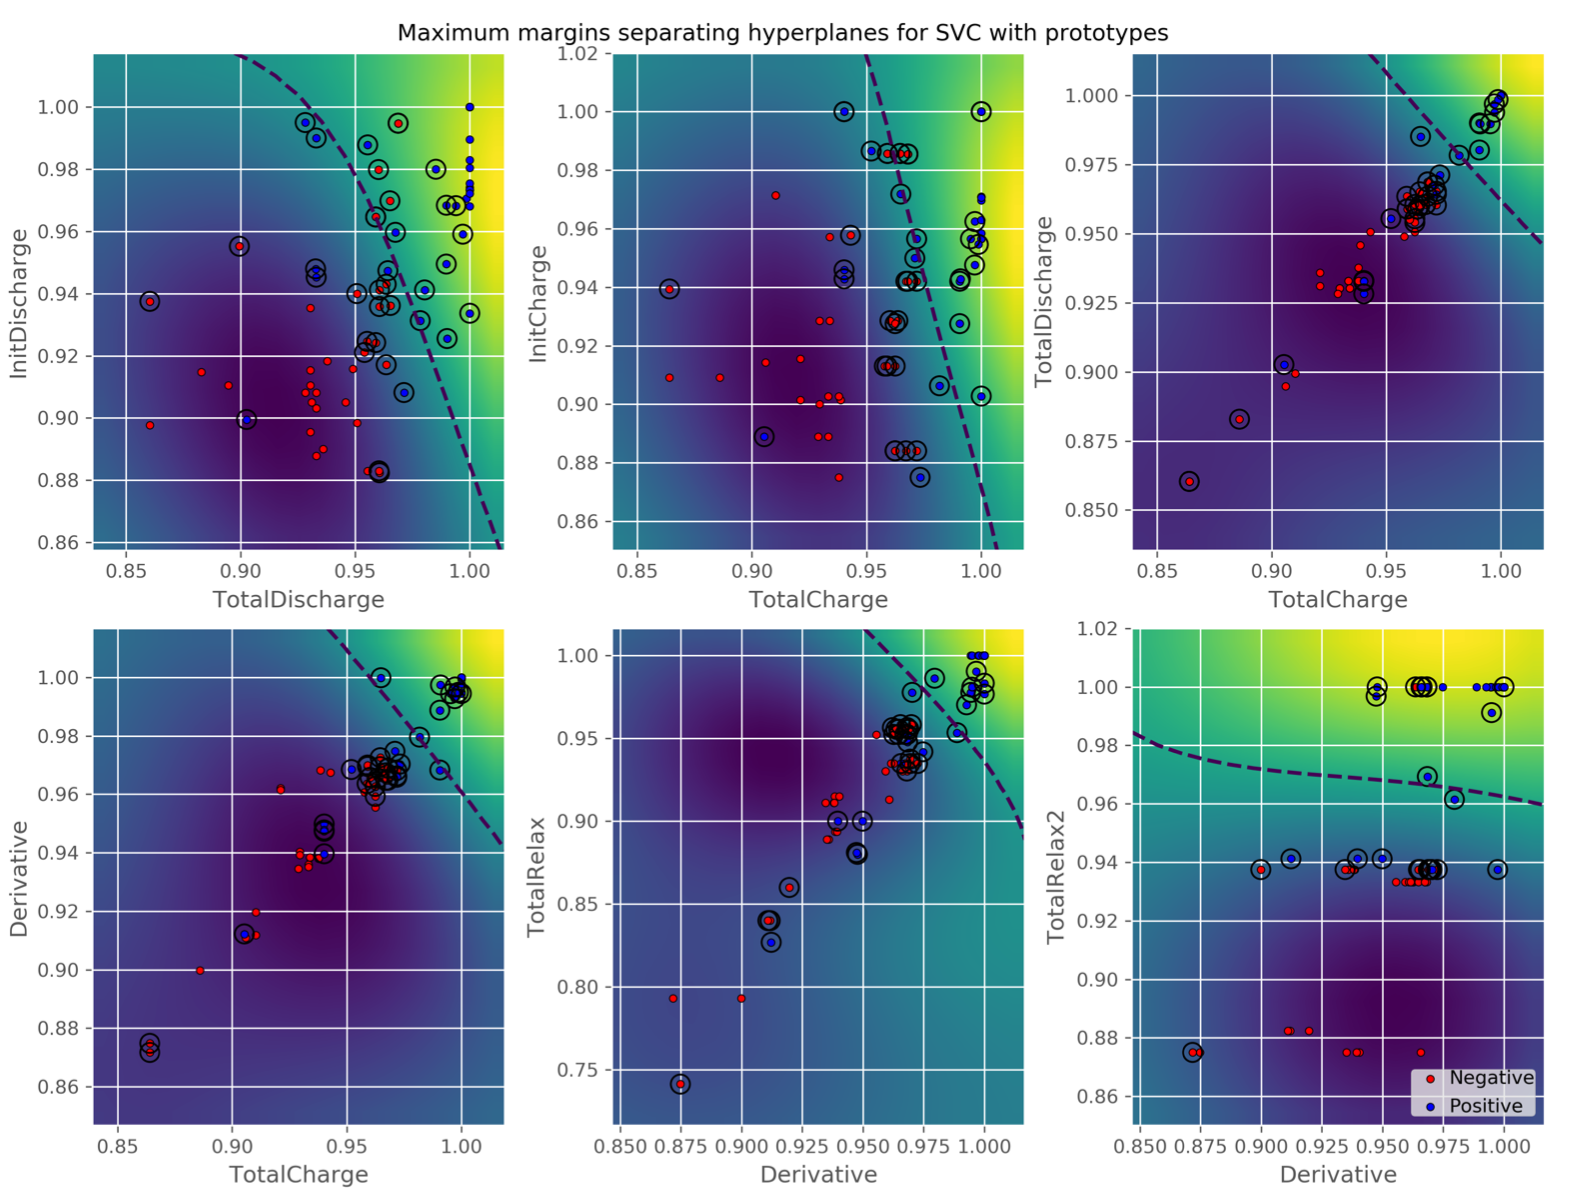 Maximum margins separating hyperplanes for SVC with prototypes
InitDischarge
1.00
0.98
0.96
0.94
0.92
0.90
0.88
0.86
0.85 0.90 0.95 1.00
TotalDischarge
InitCharge
1.02
1.00
0.98
0.96
0.94
0.92
0.90
0.88
0.86
0.85 0.90 0.95 1.00
TotalCharge
TotalDischarge
1.000
0.975
0.950
0.925
0.900
0.875
0.850
0.85 0.90 0.95 1.00
TotalCharge
Derivative
1.00
0.98
0.96
0.94
0.92
0.90
0.88
0.86
0.85 0.90 0.95 1.00
TotalCharge
TotalRelax
1.00
0.95
0.90
0.85
0.80
0.75
0.850 0.875 0.900 0.925 0.950 0.975 1.000
Derivative
TotalRelax2
1.02
1.00
0.98
0.96
0.94
0.92
0.90
0.88
0.86
Negative
Positive
0.850 0.875 0.900 0.925 0.950 0.975 1.000
Derivative